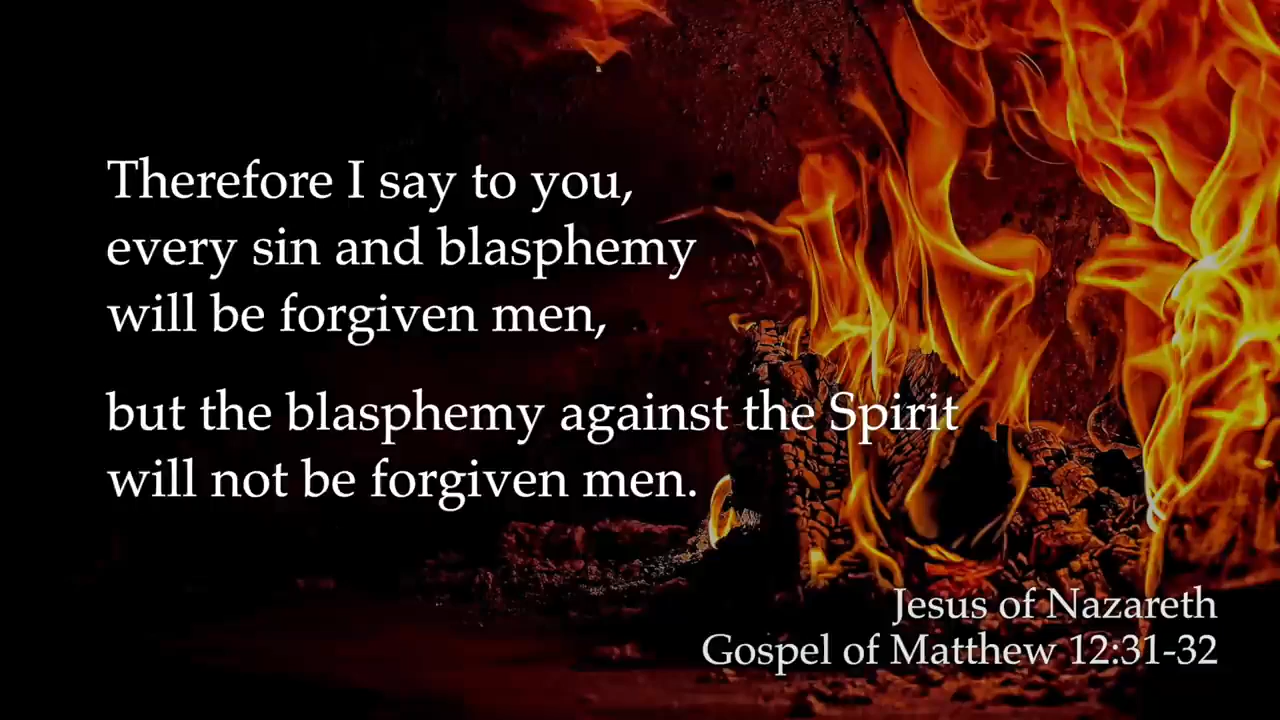 Therefore I say to you,
every sin and blasphemy
will be forgiven men,
but the blasphemy against the Spirit
will not be forgiven men.
Jesus of Nazareth
Gospel of Matthew 12:31-32